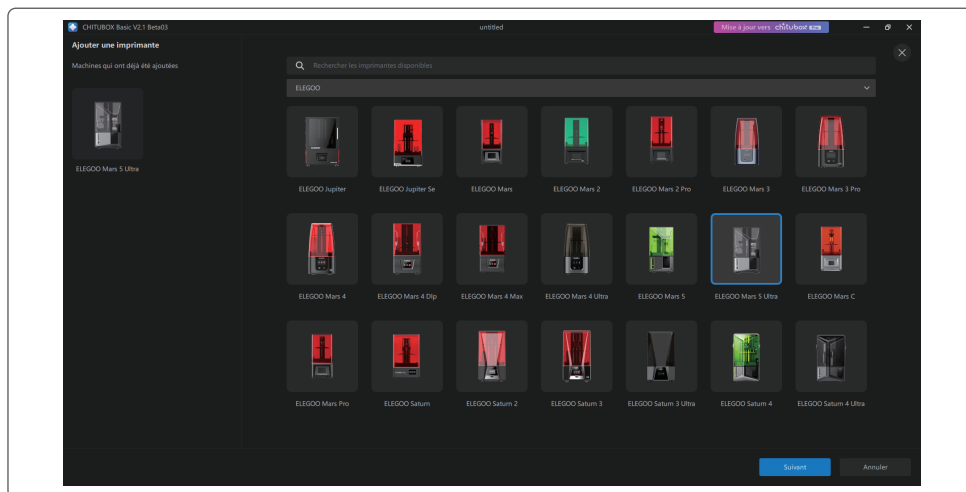 CHITUBOX Basic V2.1 Beta03
untitled
Mise à jour vers chitubox PRO
Ajouter une imprimante
Machines qui ont déjà été ajoutées
ELEGOO Mars 5 Ultra
Rechercher les imprimantes disponibles
ELEGOO
ELEGOO Jupiter
ELEGOO Jupiter Se
ELEGOO Mars
ELEGOO Mars 2
ELEGOO Mars 2 Pro
ELEGOO Mars 3
ELEGOO Mars 3 Pro
ELEGOO Mars 4
ELEGOO Mars 4 Dlp
ELEGOO Mars 4 Max
ELEGOO Mars 4 Ultra
ELEGOO Mars 5
ELEGOO Mars 5 Ultra
ELEGOO Mars C
ELEGOO Mars Pro
ELEGOO Saturn
ELEGOO Saturn 2
ELEGOO Saturn 3
ELEGOO Saturn 3 Ultra
ELEGOO Saturn 4
ELEGOO Saturn 4 Ultra
Suivant
Annuler